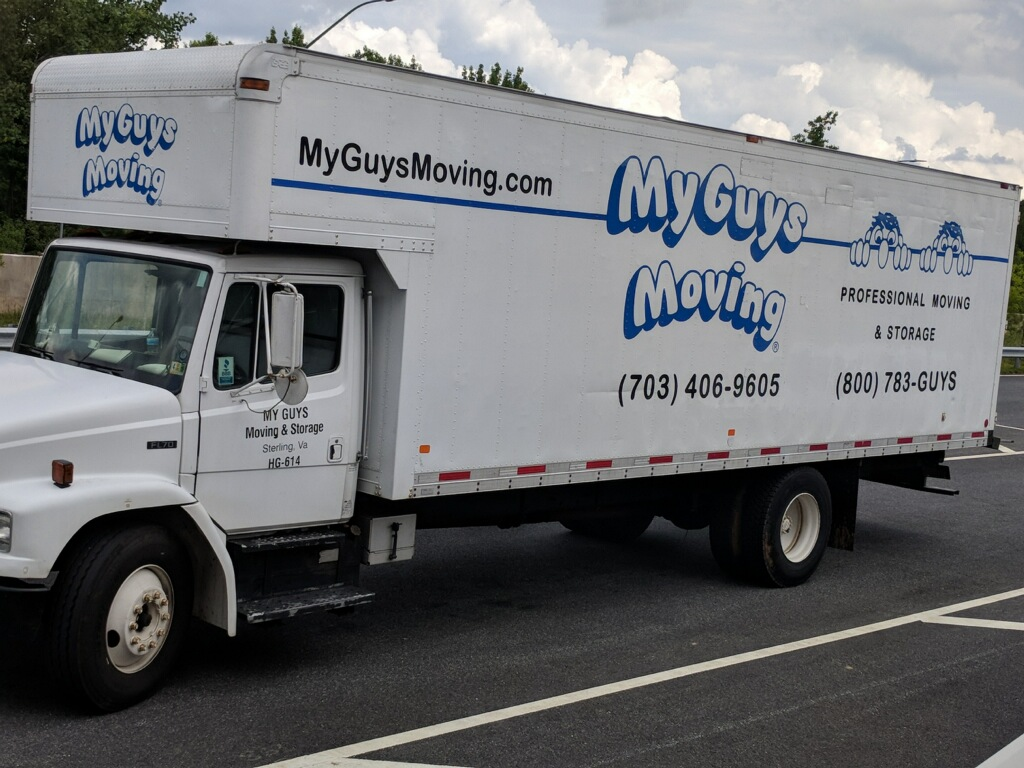 MyGuys
Moving®
MyGuysMoving.com
MyGuys
Moving®
PROFESSIONAL MOVING
& STORAGE
(703) 406-9605
(800) 783-GUYS
MY GUYS
Moving & Storage
Sterling, Va
HG-614
FL70